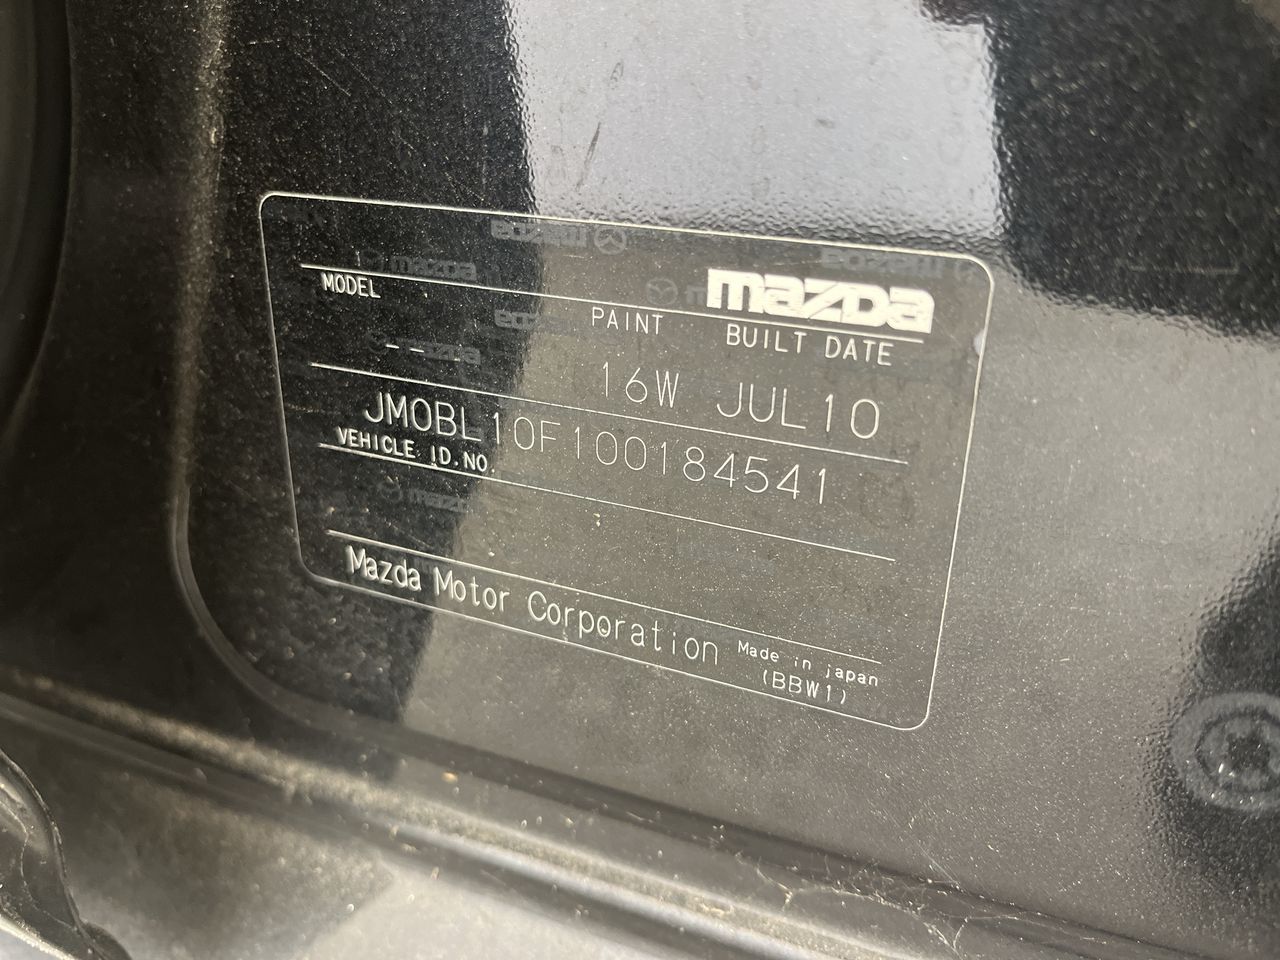 mazda
MODEL PAINT BUILT DATE
-- 16W JUL10
JM0BL10F100184541
VEHICLE ID.NO.
Mazda Motor Corporation Made in japan
(BBW1)